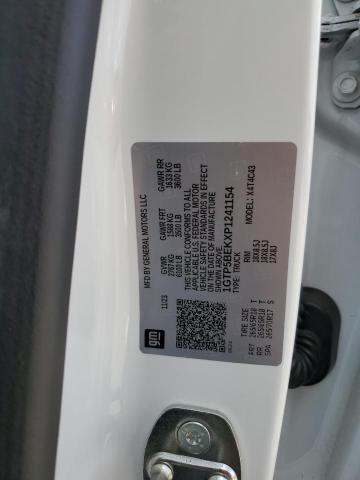 MFD BY GENERAL MOTORS LLC
11/23
GVWR
2767 KG
6100 LB
GAWR FRT
1588 KG
3500 LB
GAWR RR
1633 KG
3600 LB
THIS VEHICLE CONFORMS TO ALL APPLICABLE
U.S. FEDERAL MOTOR VEHICLE SAFETY STANDARDS IN EFFECT
ON THE DATE OF MANUFACTURE
SHOWN ABOVE.
1GTP5BEKXP1241154
TYPE: TRUCK
MODEL: X4T4C43
TIRE SIZE RIM
FRT 265/65R18 T 18X8.5J
RR 265/65R18 T 18X8.5J
SPA 265/70R17 S 17X8J
gm